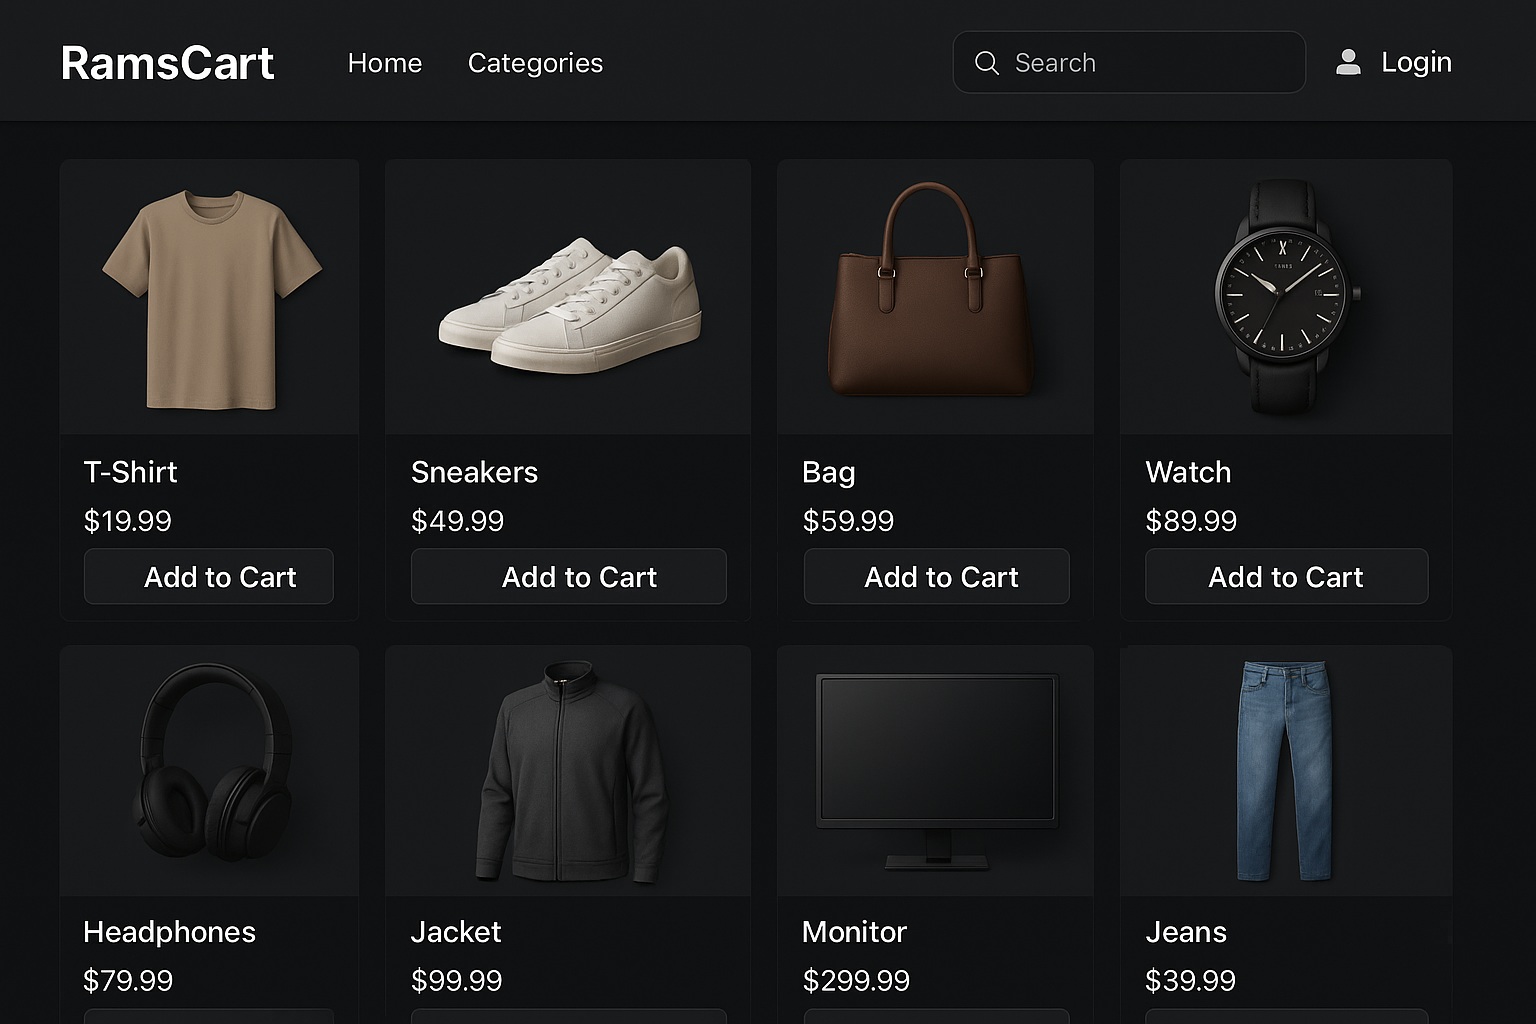 RamsCart Home Categories Search Login
T-Shirt
$19.99
Add to Cart
Sneakers
$49.99
Add to Cart
Bag
$59.99
Add to Cart
Watch
$89.99
Add to Cart
Headphones
$79.99
Jacket
$99.99
Monitor
$299.99
Jeans
$39.99